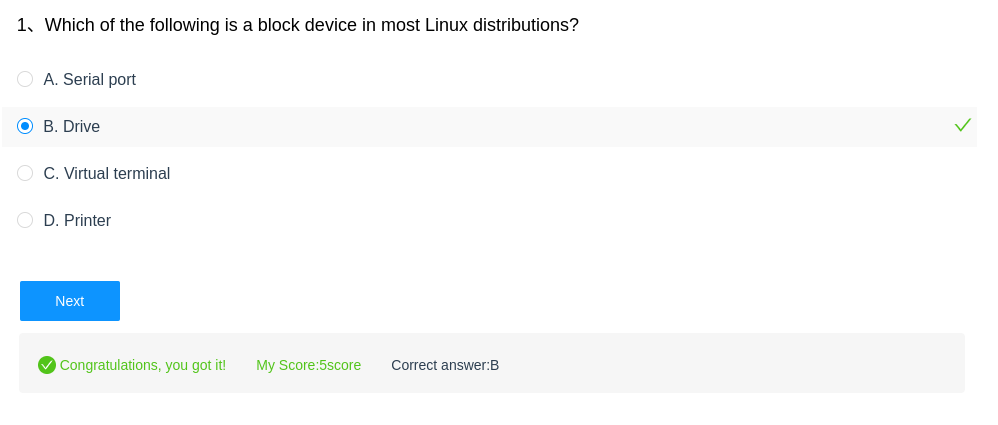 1、Which of the following is a block device in most Linux distributions?
A. Serial port
B. Drive
C. Virtual terminal
D. Printer
Next
Congratulations, you got it! My Score:5score Correct answer:B